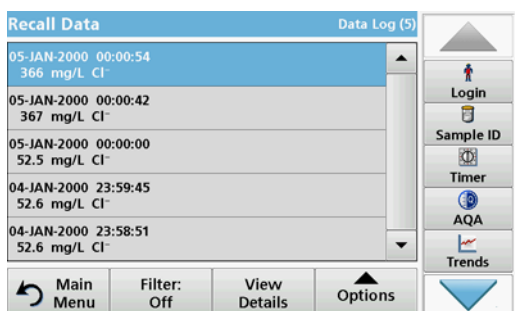 Recall Data Data Log (5)
05-JAN-2000 00:00:54
366 mg/L Cl⁻
05-JAN-2000 00:00:42
367 mg/L Cl⁻
05-JAN-2000 00:00:00
52.5 mg/L Cl⁻
04-JAN-2000 23:59:45
52.6 mg/L Cl⁻
04-JAN-2000 23:58:51
52.6 mg/L Cl⁻
Main
Menu
Filter:
Off
View
Details
Options
Login
Sample ID
Timer
AQA
Trends